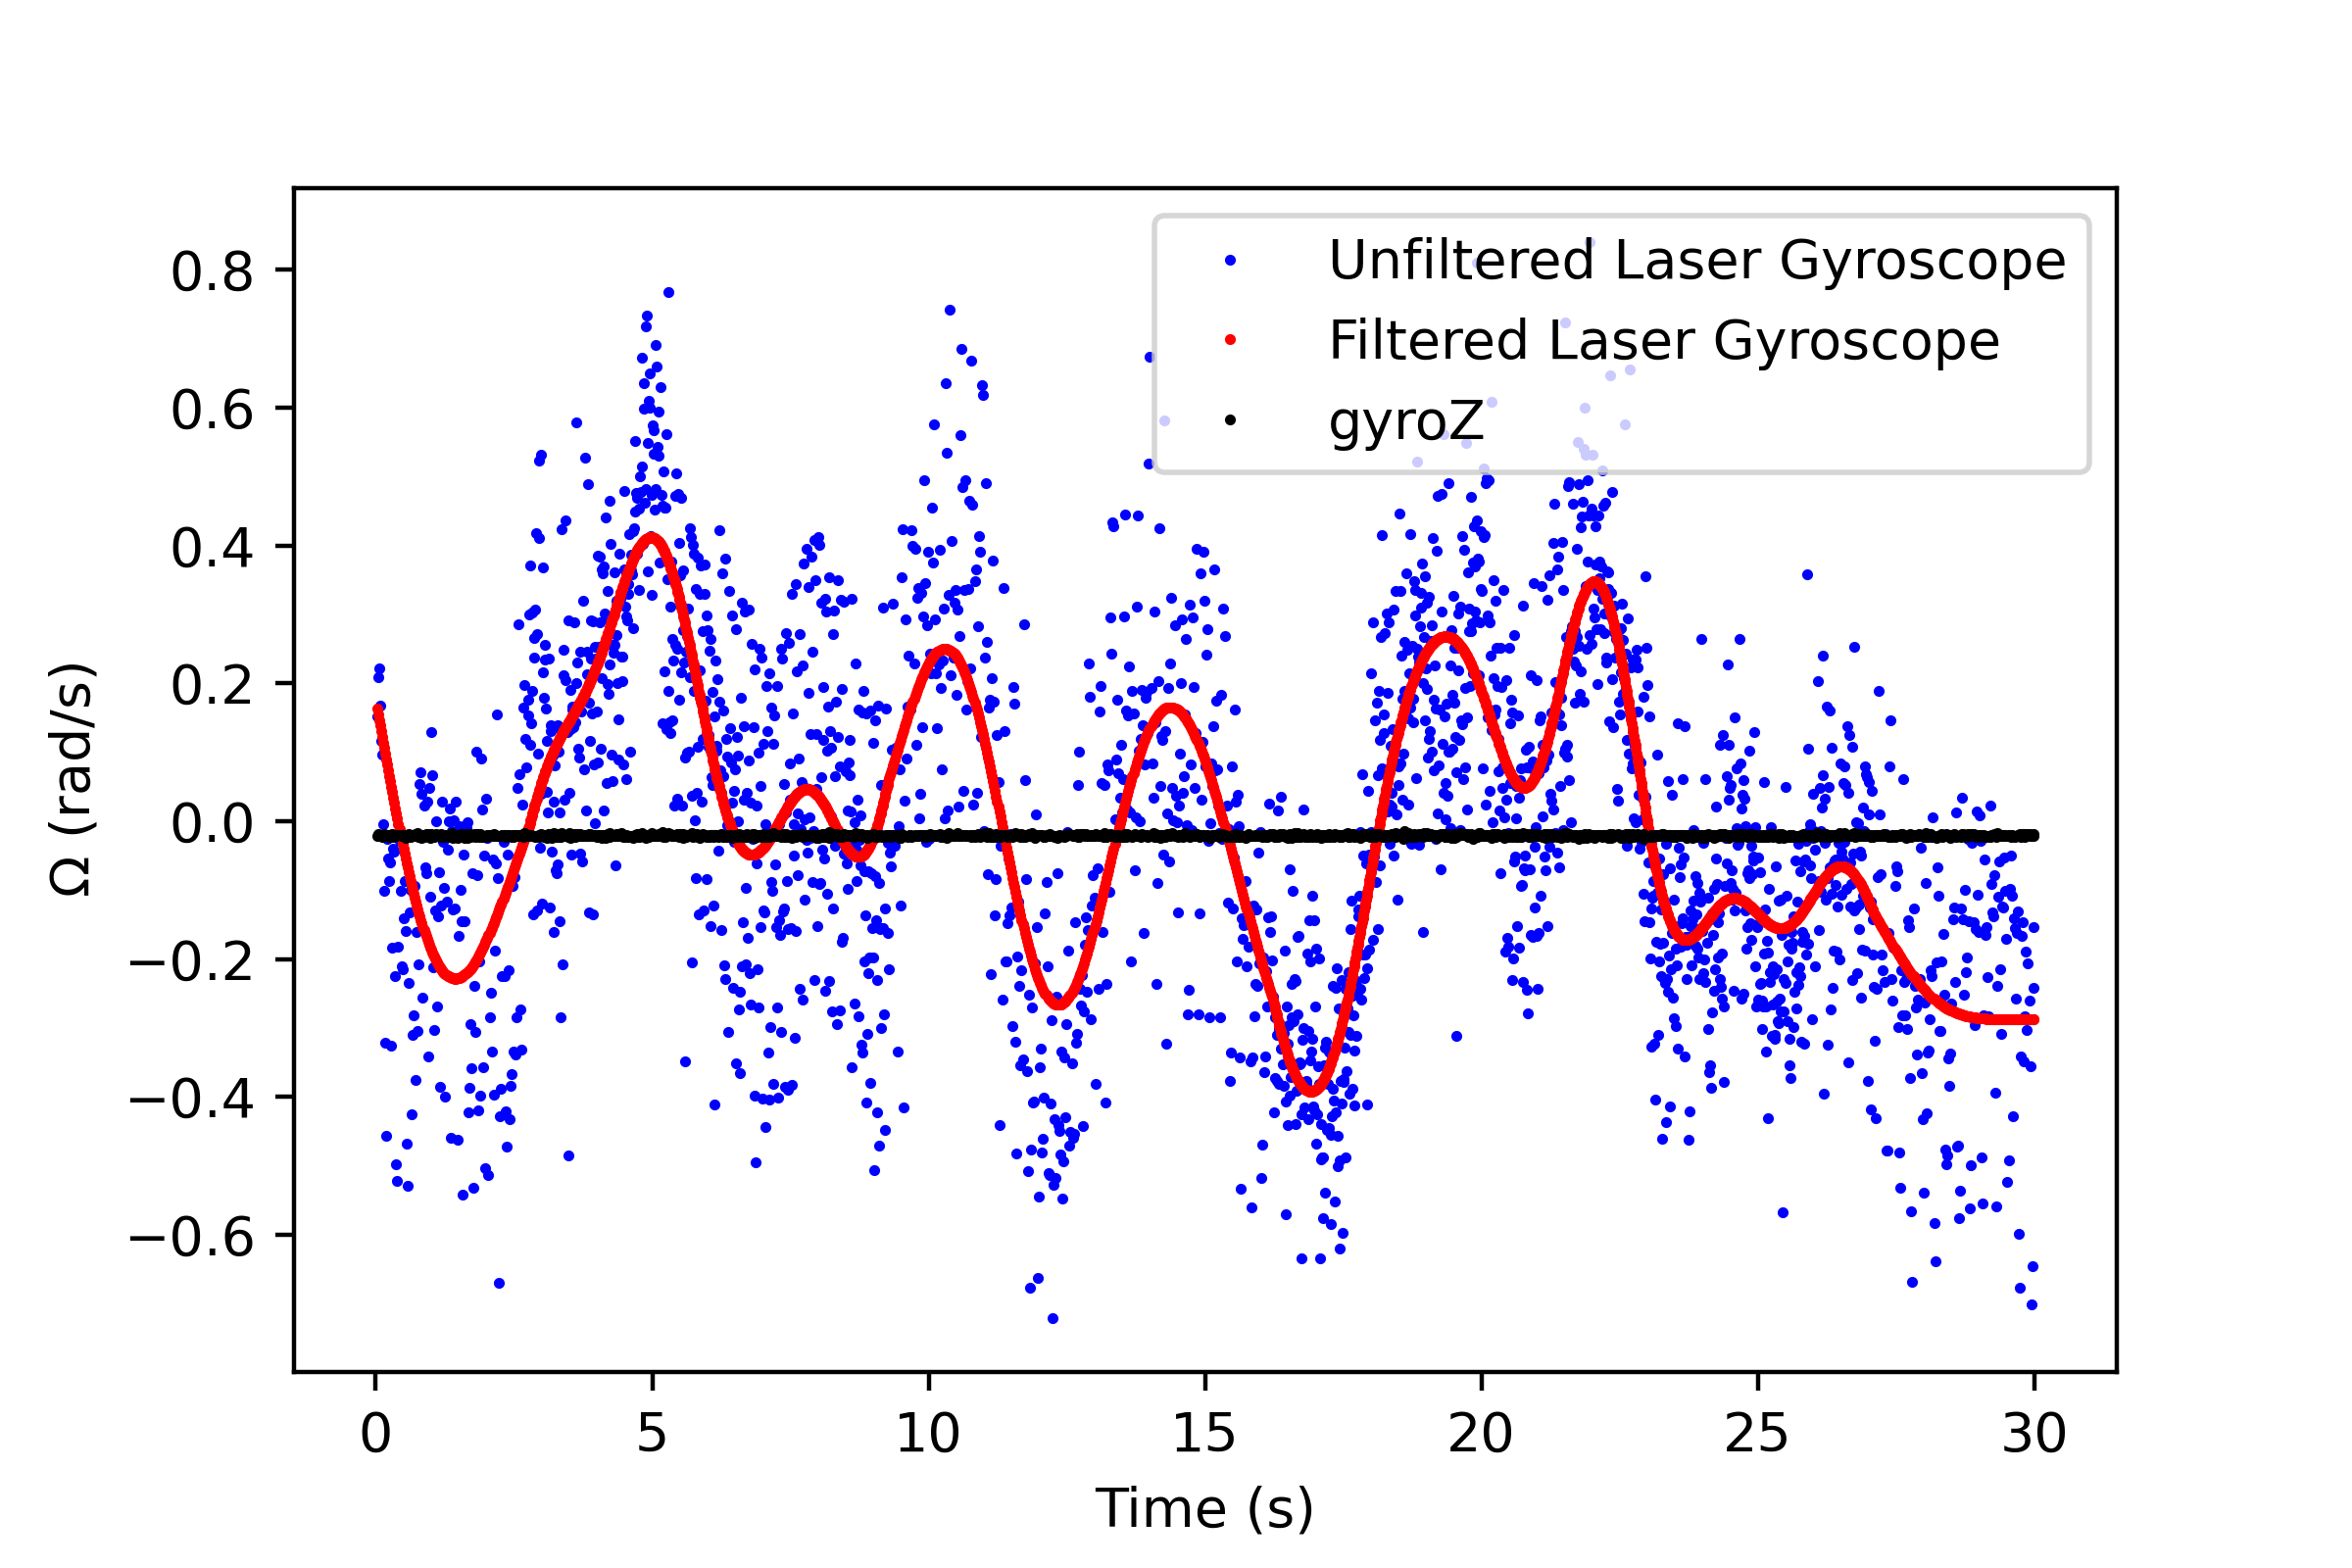 Unfiltered Laser Gyroscope
Filtered Laser Gyroscope
gyroZ
0.8
0.6
0.4
0.2
0.0
−0.2
−0.4
−0.6
Ω (rad/s)
0 5 10 15 20 25 30
Time (s)